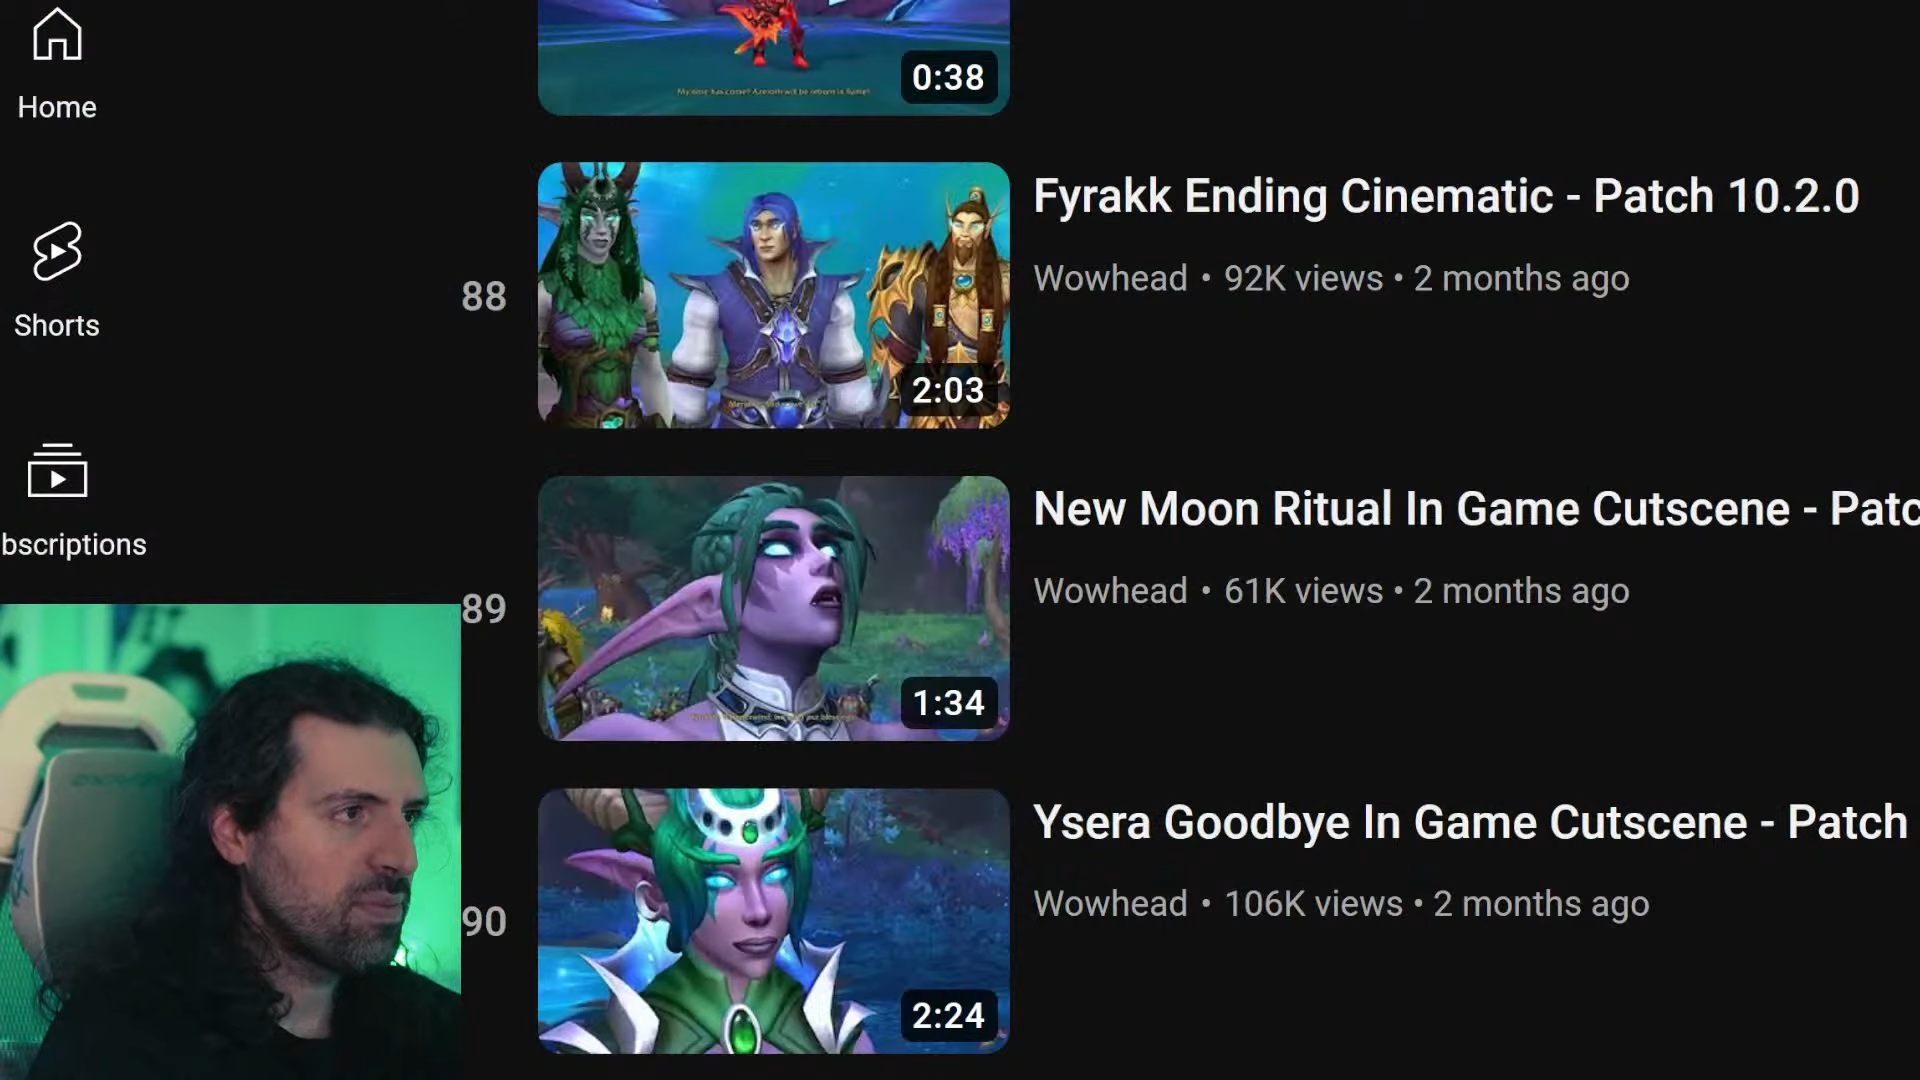 Home
Shorts
bscriptions
0:38
88
2:03
Fyrakk Ending Cinematic - Patch 10.2.0
Wowhead • 92K views • 2 months ago
89
1:34
New Moon Ritual In Game Cutscene - Patc
Wowhead • 61K views • 2 months ago
90
2:24
Ysera Goodbye In Game Cutscene - Patch
Wowhead • 106K views • 2 months ago